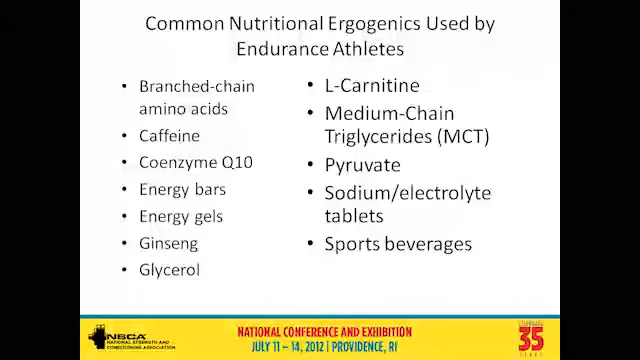 Common Nutritional Ergogenics Used by
Endurance Athletes
• Branched-chain
amino acids
• Caffeine
• Coenzyme Q10
• Energy bars
• Energy gels
• Ginseng
• Glycerol
• L-Carnitine
• Medium-Chain
Triglycerides (MCT)
• Pyruvate
• Sodium/electrolyte
tablets
• Sports beverages
NSCA
NATIONAL STRENGTH AND
CONDITIONING ASSOCIATION
NATIONAL CONFERENCE AND EXHIBITION
JULY 11 – 14, 2012 | PROVIDENCE, RI
35
YEARS